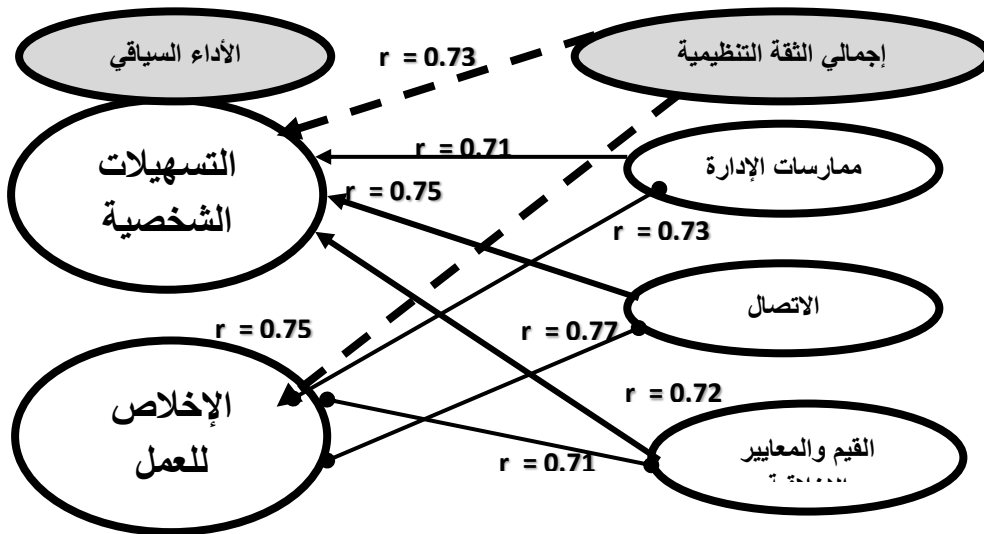 إجمالي الثقة التنظيمية
الأداء السياقي
r = 0.73
التسهيلات
الشخصية
ممارسات الإدارة
r = 0.71
r = 0.75
r = 0.73
الاتصال
r = 0.75
r = 0.77
الإخلاص
للعمل
r = 0.72
القيم والمعايير
r = 0.71